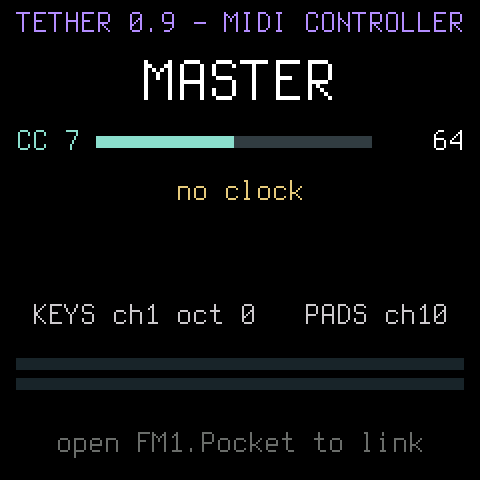 TETHER 0.9 - MIDI CONTROLLER
MASTER
CC 7 64
no clock
KEYS ch1 oct 0 PADS ch10
open FM1.Pocket to link